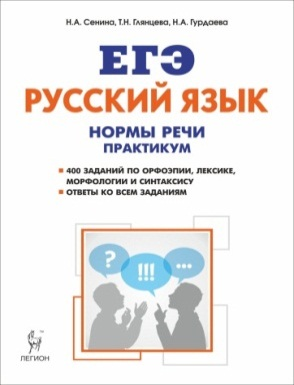 Н.А. Сенина, Т.Н. Глянцева, Н.А. Гурдаева
ЕГЭ
РУССКИЙ ЯЗЫК
НОРМЫ РЕЧИ
ПРАКТИКУМ
400 ЗАДАНИЙ ПО ОРФОЭПИИ, ЛЕКСИКЕ,
МОРФОЛОГИИ И СИНТАКСИСУ
ОТВЕТЫ КО ВСЕМ ЗАДАНИЯМ
? !!! ...
ЛЕГИОН